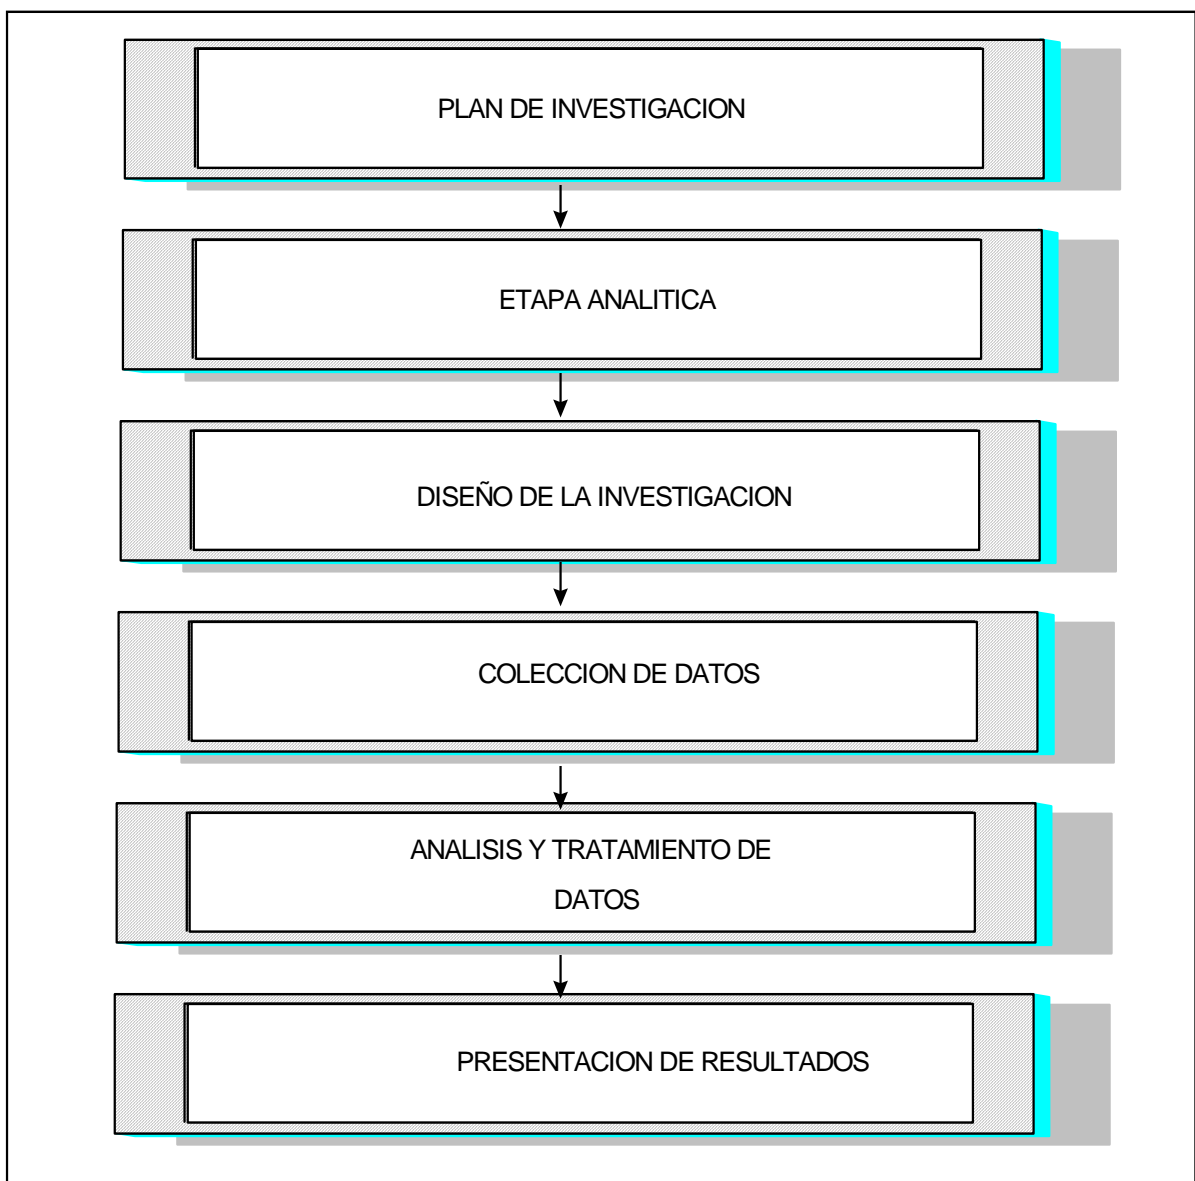 PLAN DE INVESTIGACION
ETAPA ANALITICA
DISEÑO DE LA INVESTIGACION
COLECCION DE DATOS
ANALISIS Y TRATAMIENTO DE
DATOS
PRESENTACION DE RESULTADOS